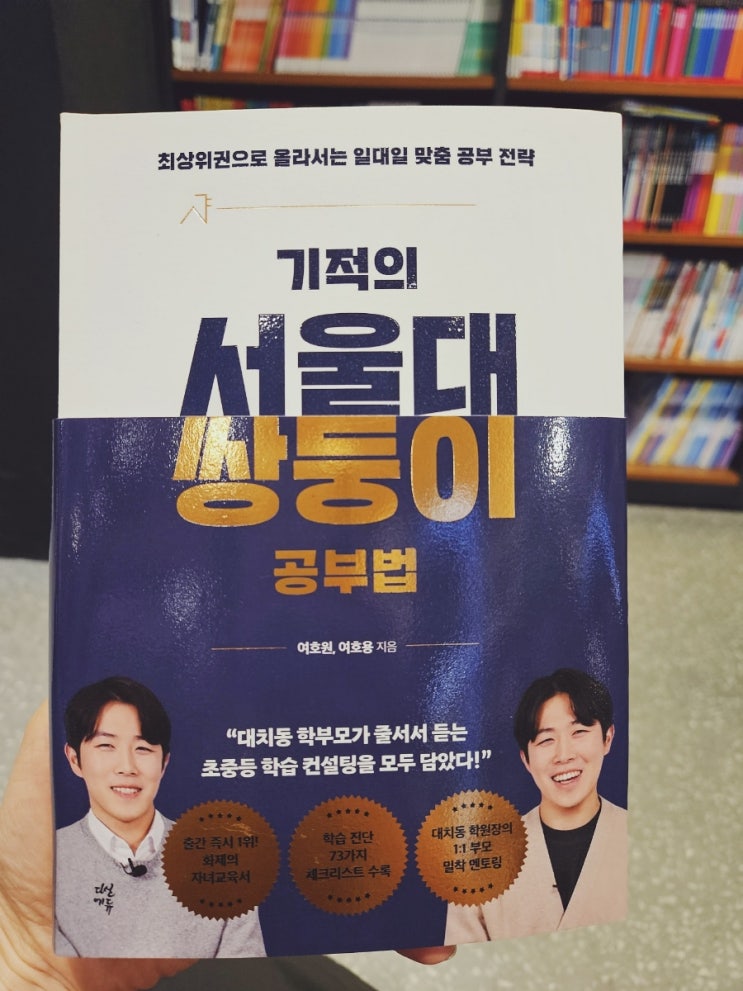 최상위권으로 올라서는 일대일 맞춤 공부 전략
샤
기적의
서울대
쌍둥이
공부법
여호원, 여호용 지음
“대치동 학부모가 줄서서 듣는
초중등 학습 컨설팅을 모두 담았다!”
출간 즉시 1위!
화제의
자녀교육서
학습 진단
73가지
체크리스트 수록
대치동 학원장의
1:1 부모
밀착 멘토링
다산
에듀